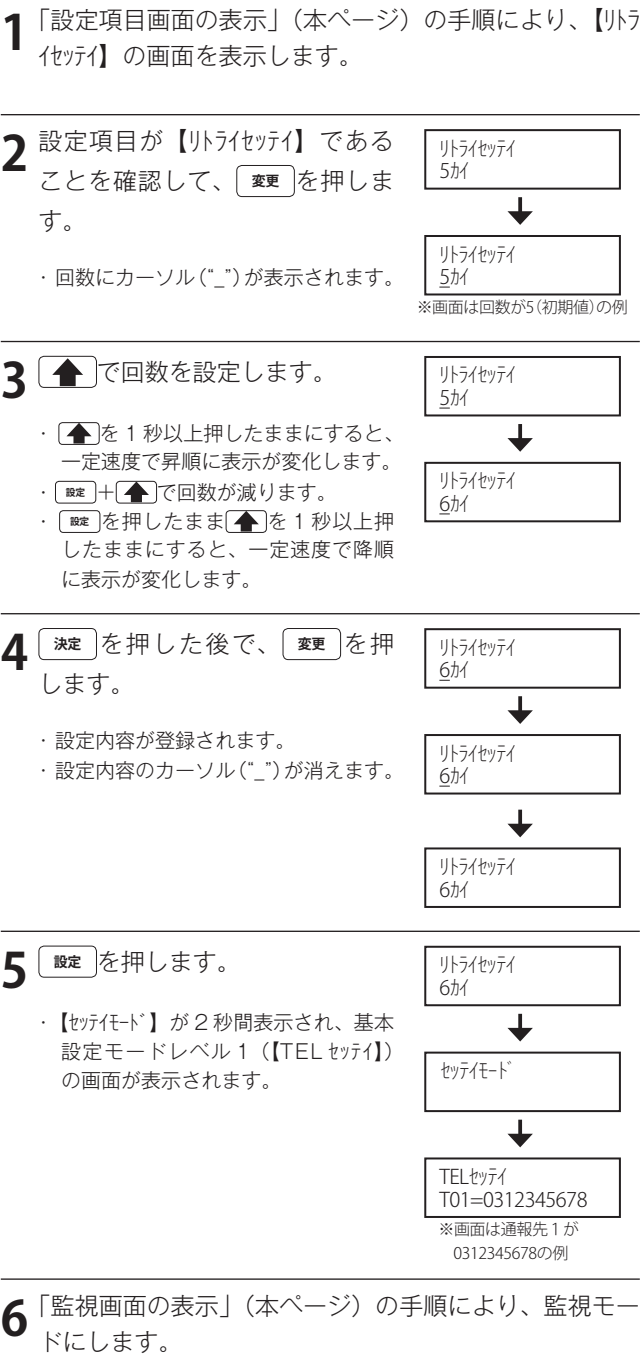 1 「設定項目画面の表示」（本ページ）の手順により、【ﾘﾄﾗ
ｲｾｯﾃｲ】の画面を表示します。
2 設定項目が【ﾘﾄﾗｲｾｯﾃｲ】である
ことを確認して、変更を押しま
す。
・回数にカーソル（“_”）が表示されます。
ﾘﾄﾗｲｾｯﾃｲ
5ｶｲ
ﾘﾄﾗｲｾｯﾃｲ
5ｶｲ
※画面は回数が5（初期値）の例
3 で回数を設定します。
・を 1 秒以上押したままにすると、
一定速度で昇順に表示が変化します。
・設定＋で回数が減ります。
・設定を押したままを 1 秒以上押
したままにすると、一定速度で降順
に表示が変化します。
ﾘﾄﾗｲｾｯﾃｲ
5ｶｲ
ﾘﾄﾗｲｾｯﾃｲ
6ｶｲ
4 決定を押した後で、変更を押
します。
・設定内容が登録されます。
・設定内容のカーソル（“_”）が消えます。
ﾘﾄﾗｲｾｯﾃｲ
6ｶｲ
ﾘﾄﾗｲｾｯﾃｲ
6ｶｲ
ﾘﾄﾗｲｾｯﾃｲ
6ｶｲ
5 設定を押します。
・【ｾｯﾃｲﾓｰﾄﾞ】が 2 秒間表示され、基本
設定モードレベル 1（【TEL ｾｯﾃｲ】）
の画面が表示されます。
ﾘﾄﾗｲｾｯﾃｲ
6ｶｲ
ｾｯﾃｲﾓｰﾄﾞ
TELｾｯﾃｲ
T01=0312345678
※画面は通報先 1 が
0312345678の例
6 「監視画面の表示」（本ページ）の手順により、監視モー
ドにします。